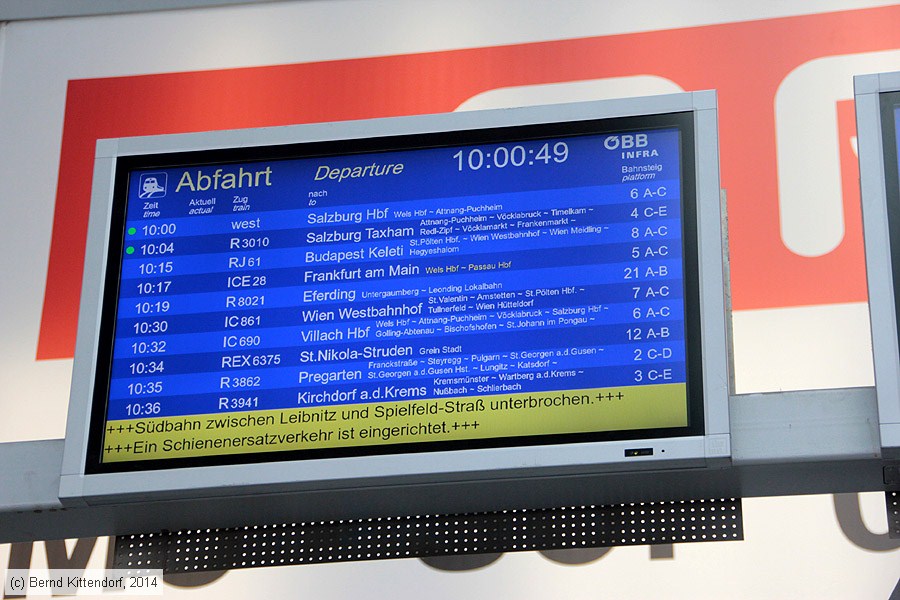 Abfahrt Departure 10:00:49 ÖBB INFRA
Zeit Aktuell Zug nach Bahnsteig
time actual train to platform
10:00 west Salzburg Hbf Wels Hbf ~ Attnang-Puchheim 6 A-C
10:04 R 3010 Salzburg Taxham Attnang-Puchheim ~ Vöcklabruck ~ Timelkam ~ 4 C-E
Redl-Zipf ~ Vöcklamarkt ~ Frankenmarkt ~
10:15 RJ 61 Budapest Keleti St.Pölten Hbf. ~ Wien Westbahnhof ~ Wien Meidling ~ 8 A-C
Hegyeshalom
10:17 ICE 28 Frankfurt am Main Wels Hbf ~ Passau Hbf 5 A-C
10:19 R 8021 Eferding Untergaumberg ~ Leonding Lokalbahn 21 A-B
10:30 IC 861 Wien Westbahnhof St.Valentin ~ Amstetten ~ St.Pölten Hbf. ~ 7 A-C
Tullnerfeld ~ Wien Hütteldorf
10:32 IC 690 Villach Hbf Wels Hbf ~ Attnang-Puchheim ~ Vöcklabruck ~ Salzburg Hbf ~ 6 A-C
Golling-Abtenau ~ Bischofshofen ~ St.Johann im Pongau ~
10:34 REX 6375 St.Nikola-Struden Grein Stadt 12 A-B
10:35 R 3862 Pregarten Franckstraße ~ Steyregg ~ Pulgarn ~ St.Georgen a.d.Gusen ~ 2 C-D
St.Georgen a.d.Gusen Hst. ~ Lungitz ~ Katsdorf ~
10:36 R 3941 Kirchdorf a.d.Krems Kremsmünster ~ Wartberg a.d.Krems ~ 3 C-E
Nußbach ~ Schlierbach
+++Südbahn zwischen Leibnitz und Spielfeld-Straß unterbrochen.+++
+++Ein Schienenersatzverkehr ist eingerichtet.+++
(c) Bernd Kittendorf, 2014